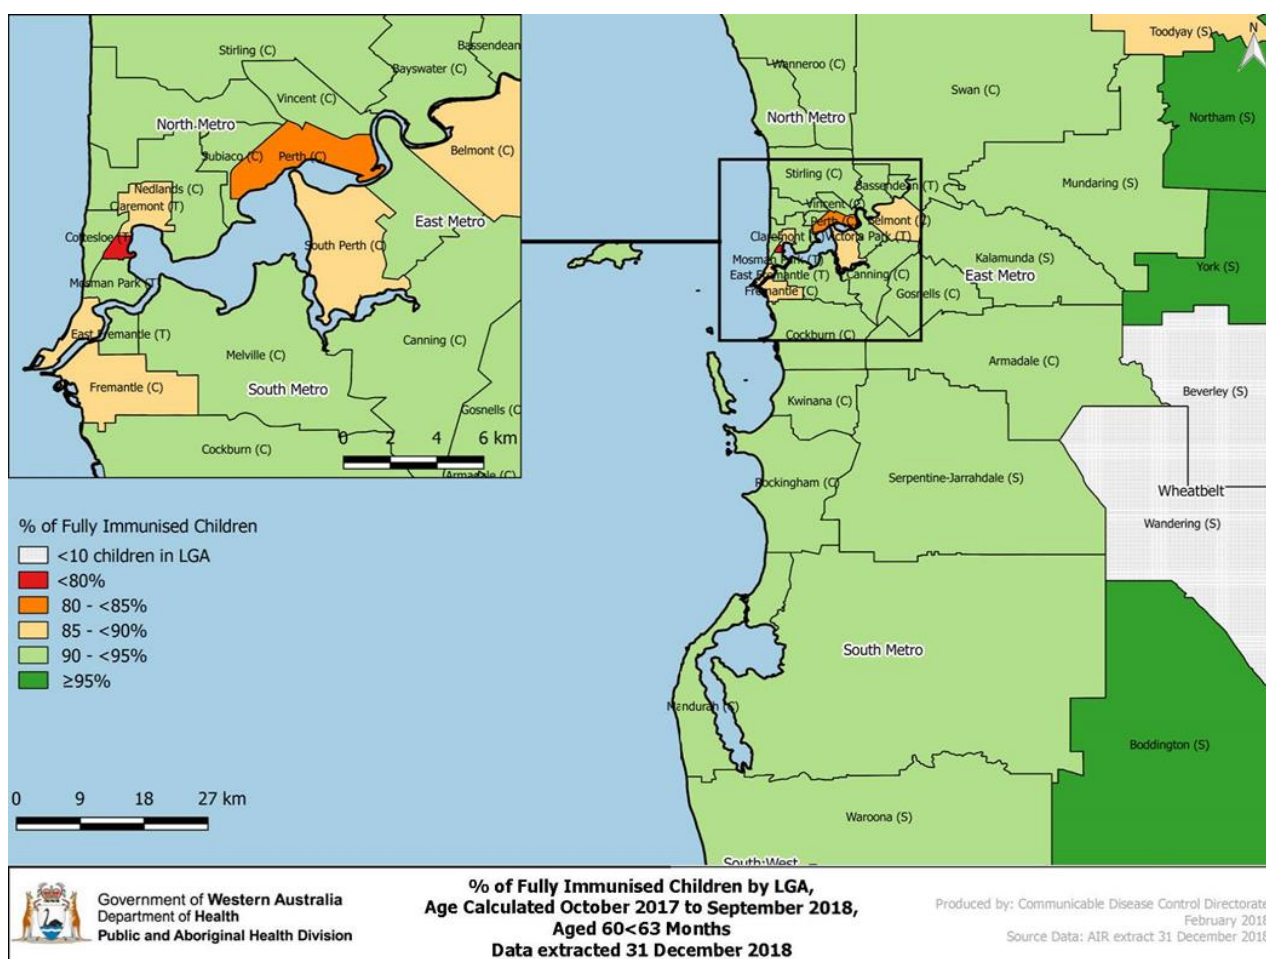 Stirling (C)
Bassendean
Bayswater (C)
Vincent (C)
North Metro
Subiaco (C)
Perth (C)
Belmont (C)
Nedlands (C)
Claremont (T)
East Metro
Cottesloe (T)
South Perth (C)
Mosman Park (T)
East Fremantle (T)
Canning (C)
Melville (C)
Fremantle (C)
South Metro
Gosnells (C
Cockburn (C)
0 2 4 6 km
Armadale (C)
Toodyay (S)
N
Wanneroo (C)
Swan (C)
North Metro
Northam (S)
Stirling (C)
Bassendean (T)
Mundaring (S)
Vincent (C)
Perth (C)
Belmont (C)
Claremont (T)
Victoria Park (T)
Mosman Park (T)
Kalamunda (S)
York (S)
East Fremantle (T)
Canning (C)
East Metro
Fremantle (C)
Gosnells (C)
Cockburn (C)
Armadale (C)
Beverley (S)
Kwinana (C)
Rockingham (C)
Serpentine-Jarrahdale (S)
Wheatbelt
Wandering (S)
South Metro
Mandurah (C)
Boddington (S)
Waroona (S)
South West
% of Fully Immunised Children
<10 children in LGA
<80%
80 - <85%
85 - <90%
90 - <95%
≥95%
0 9 18 27 km
Government of Western Australia
Department of Health
Public and Aboriginal Health Division
% of Fully Immunised Children by LGA,
Age Calculated October 2017 to September 2018,
Aged 60<63 Months
Data extracted 31 December 2018
Produced by: Communicable Disease Control Directorate
February 2018
Source Data: AIR extract 31 December 2018